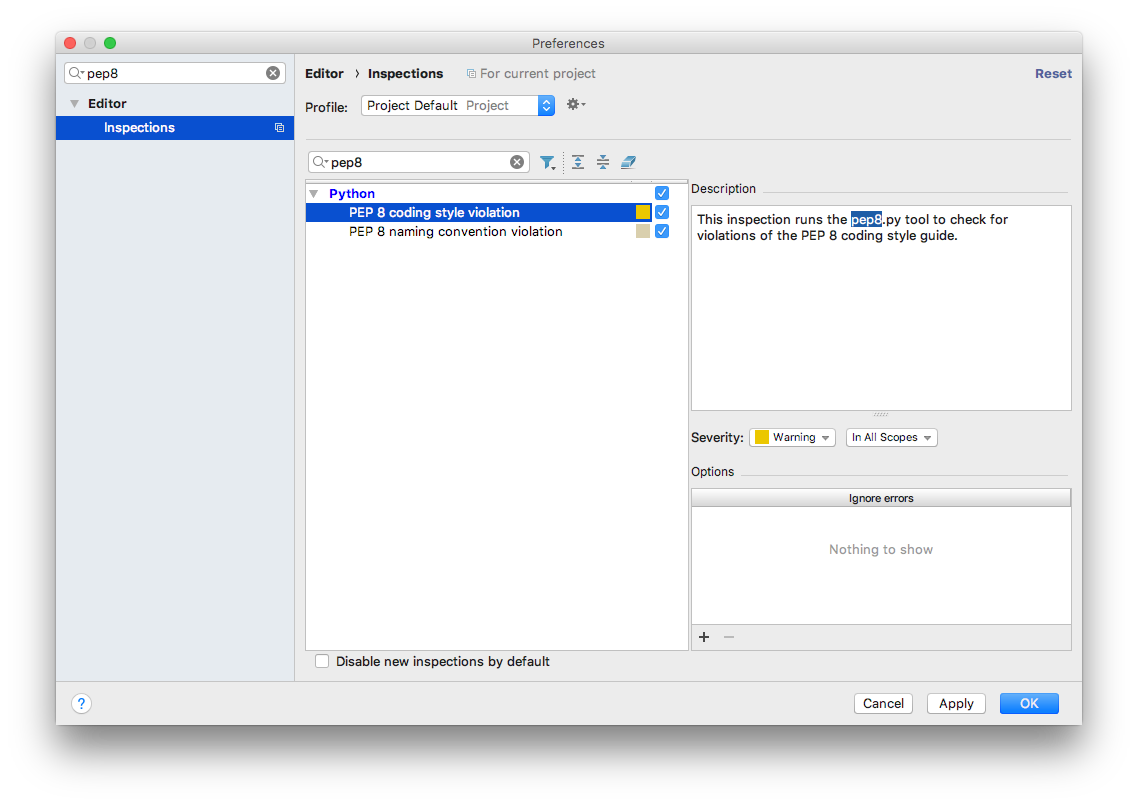 Preferences
pep8
Editor
Inspections
Editor › Inspections For current project Reset
Profile: Project Default Project
pep8
Python
PEP 8 coding style violation
PEP 8 naming convention violation
Description
This inspection runs the pep8.py tool to check for
violations of the PEP 8 coding style guide.
Severity: Warning In All Scopes
Options
Ignore errors
Nothing to show
Disable new inspections by default
? Cancel Apply OK